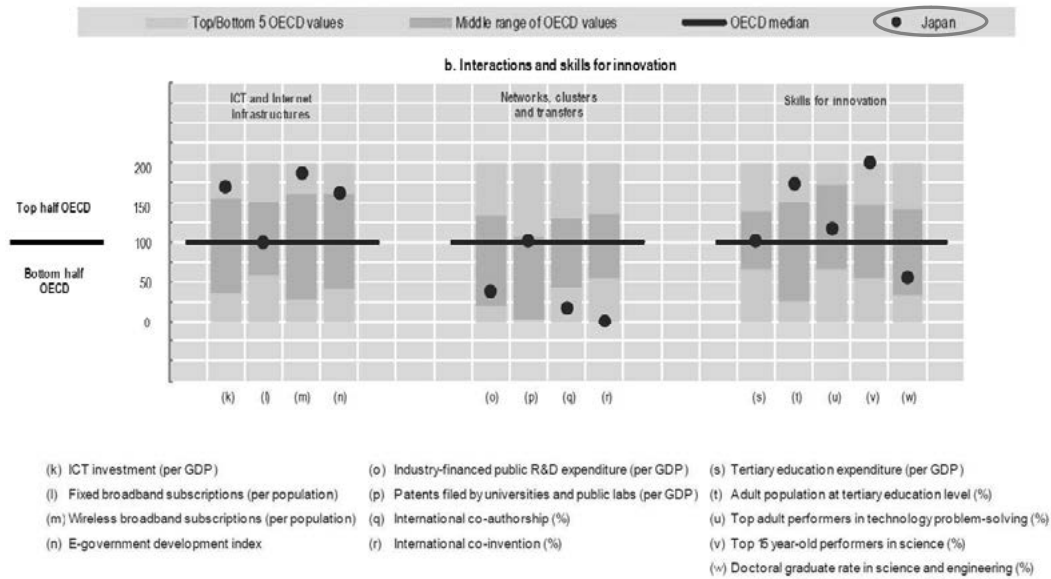 Top/Bottom 5 OECD values Middle range of OECD values OECD median Japan
b. Interactions and skills for innovation
ICT and Internet
Infrastructures
Networks, clusters
and transfers
Skills for innovation
200
150
100
50
0
Top half OECD
Bottom half
OECD
(k) (l) (m) (n) (o) (p) (q) (r) (s) (t) (u) (v) (w)
(k) ICT investment (per GDP)
(l) Fixed broadband subscriptions (per population)
(m) Wireless broadband subscriptions (per population)
(n) E-government development index
(o) Industry-financed public R&D expenditure (per GDP)
(p) Patents filed by universities and public labs (per GDP)
(q) International co-authorship (%)
(r) International co-invention (%)
(s) Tertiary education expenditure (per GDP)
(t) Adult population at tertiary education level (%)
(u) Top adult performers in technology problem-solving (%)
(v) Top 15 year-old performers in science (%)
(w) Doctoral graduate rate in science and engineering (%)